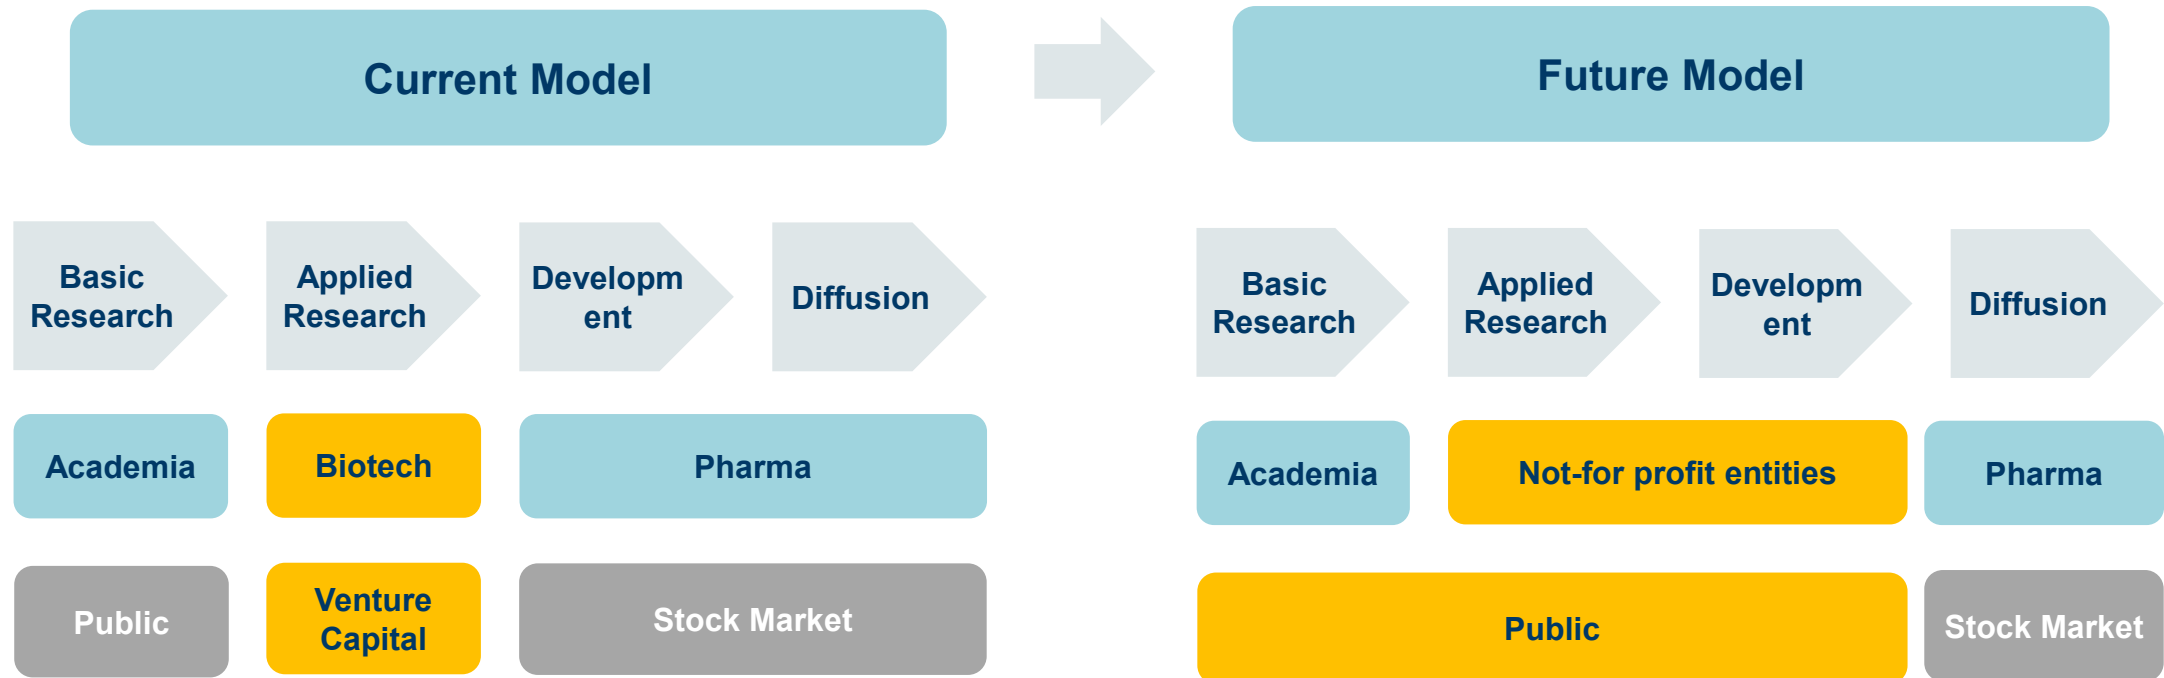 Current Model
Future Model
Basic
Research
Applied
Research
Developm
ent
Diffusion
Basic
Research
Applied
Research
Developm
ent
Diffusion
Academia
Biotech
Pharma
Academia
Not-for profit entities
Pharma
Public
Venture
Capital
Stock Market
Public
Stock Market